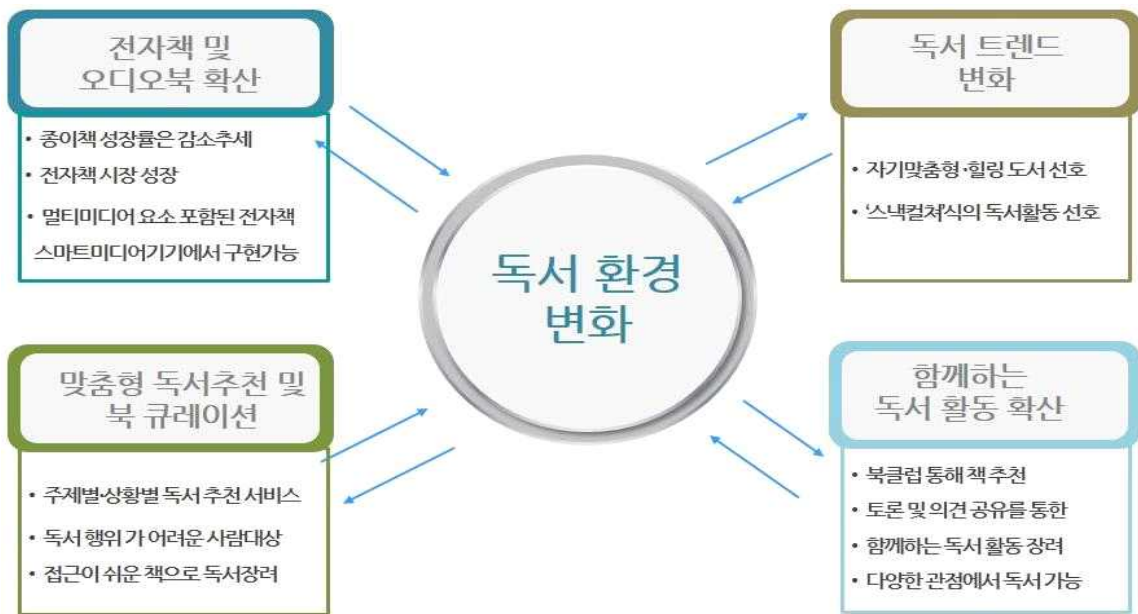 전자책 및
오디오북 확산
• 종이책 성장률은 감소추세
• 전자책 시장 성장
• 멀티미디어 요소 포함된 전자책
스마트미디어기기에서 구현가능
독서 트렌드
변화
• 자기맞춤형·힐링 도서 선호
• ‘스낵컬쳐’식의 독서활동 선호
독서 환경
변화
맞춤형 독서추천 및
북 큐레이션
• 주제별·상황별 독서 추천 서비스
• 독서 행위 가 어려운 사람대상
• 접근이 쉬운 책으로 독서장려
함께하는
독서 활동 확산
• 북클럽 통해 책 추천
• 토론 및 의견 공유를 통한
• 함께하는 독서 활동 장려
• 다양한 관점에서 독서 가능